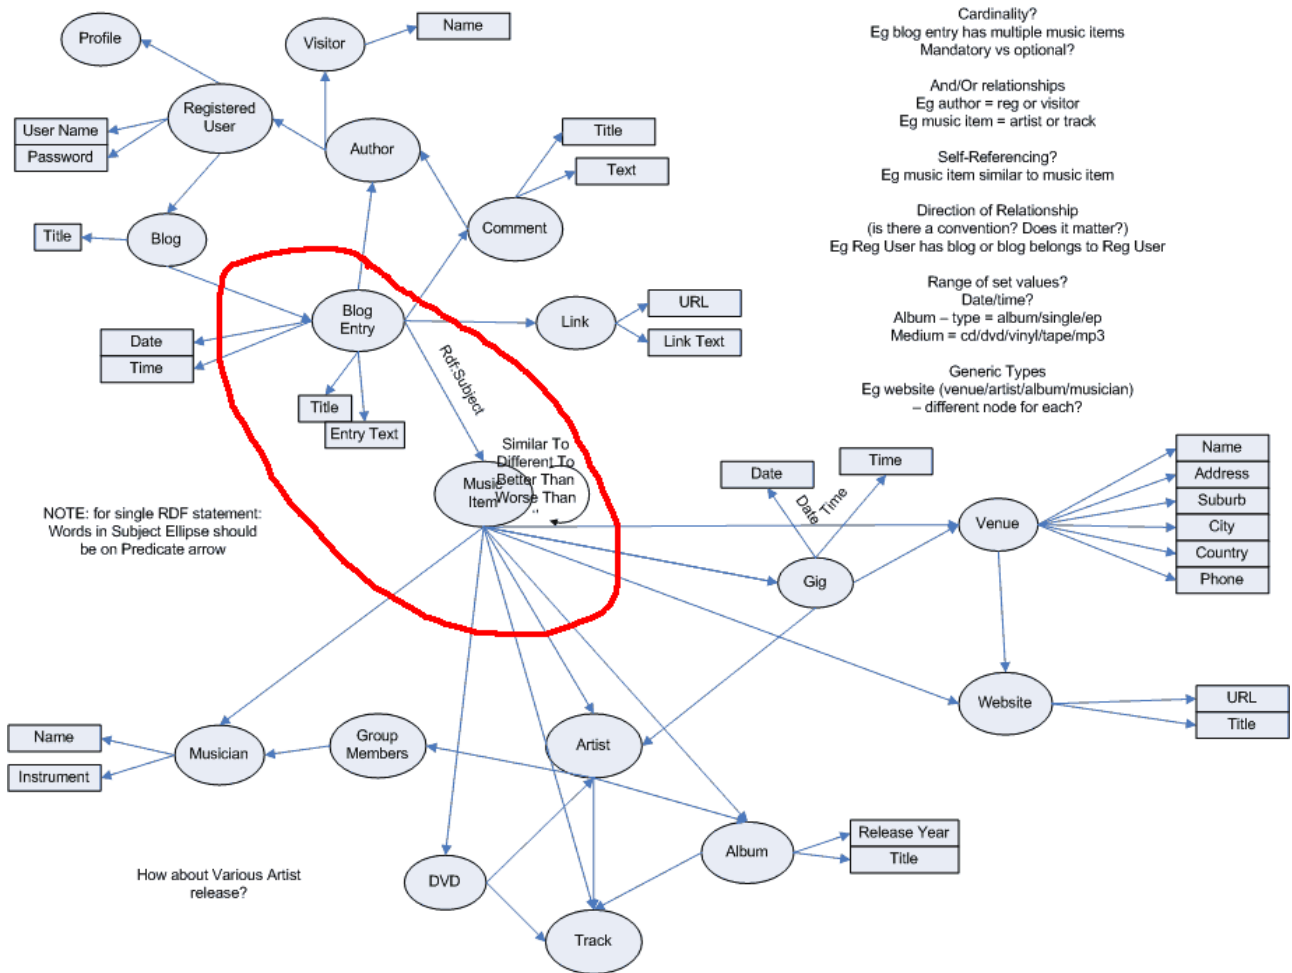 Profile
Visitor
Name
Registered
User
User Name
Password
Author
Title
Text
Comment
Title
Blog
Blog
Entry
Date
Time
Title
Entry Text
Link
URL
Link Text
Rdf:Subject
Similar To
Different To
Better Than
Worse Than
Music
Item
NOTE: for single RDF statement:
Words in Subject Ellipse should
be on Predicate arrow
Cardinality?
Eg blog entry has multiple music items
Mandatory vs optional?
And/Or relationships
Eg author = reg or visitor
Eg music item = artist or track
Self-Referencing?
Eg music item similar to music item
Direction of Relationship
(is there a convention? Does it matter?)
Eg Reg User has blog or blog belongs to Reg User
Range of set values?
Date/time?
Album – type = album/single/ep
Medium = cd/dvd/vinyl/tape/mp3
Generic Types
Eg website (venue/artist/album/musician)
– different node for each?
Date
Time
Date
Time
Gig
Venue
Name
Address
Suburb
City
Country
Phone
Website
URL
Title
Name
Instrument
Musician
Group
Members
Artist
Album
Release Year
Title
DVD
Track
How about Various Artist
release?